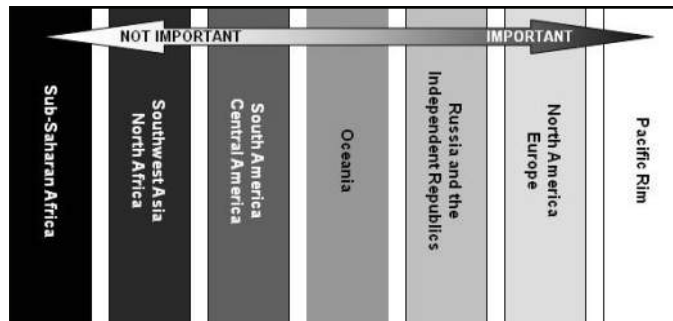 NOT IMPORTANT
IMPORTANT
Sub-Saharan Africa
Southwest Asia
North Africa
South America
Central America
Oceania
Russia and the
Independent Republics
North America
Europe
Pacific Rim